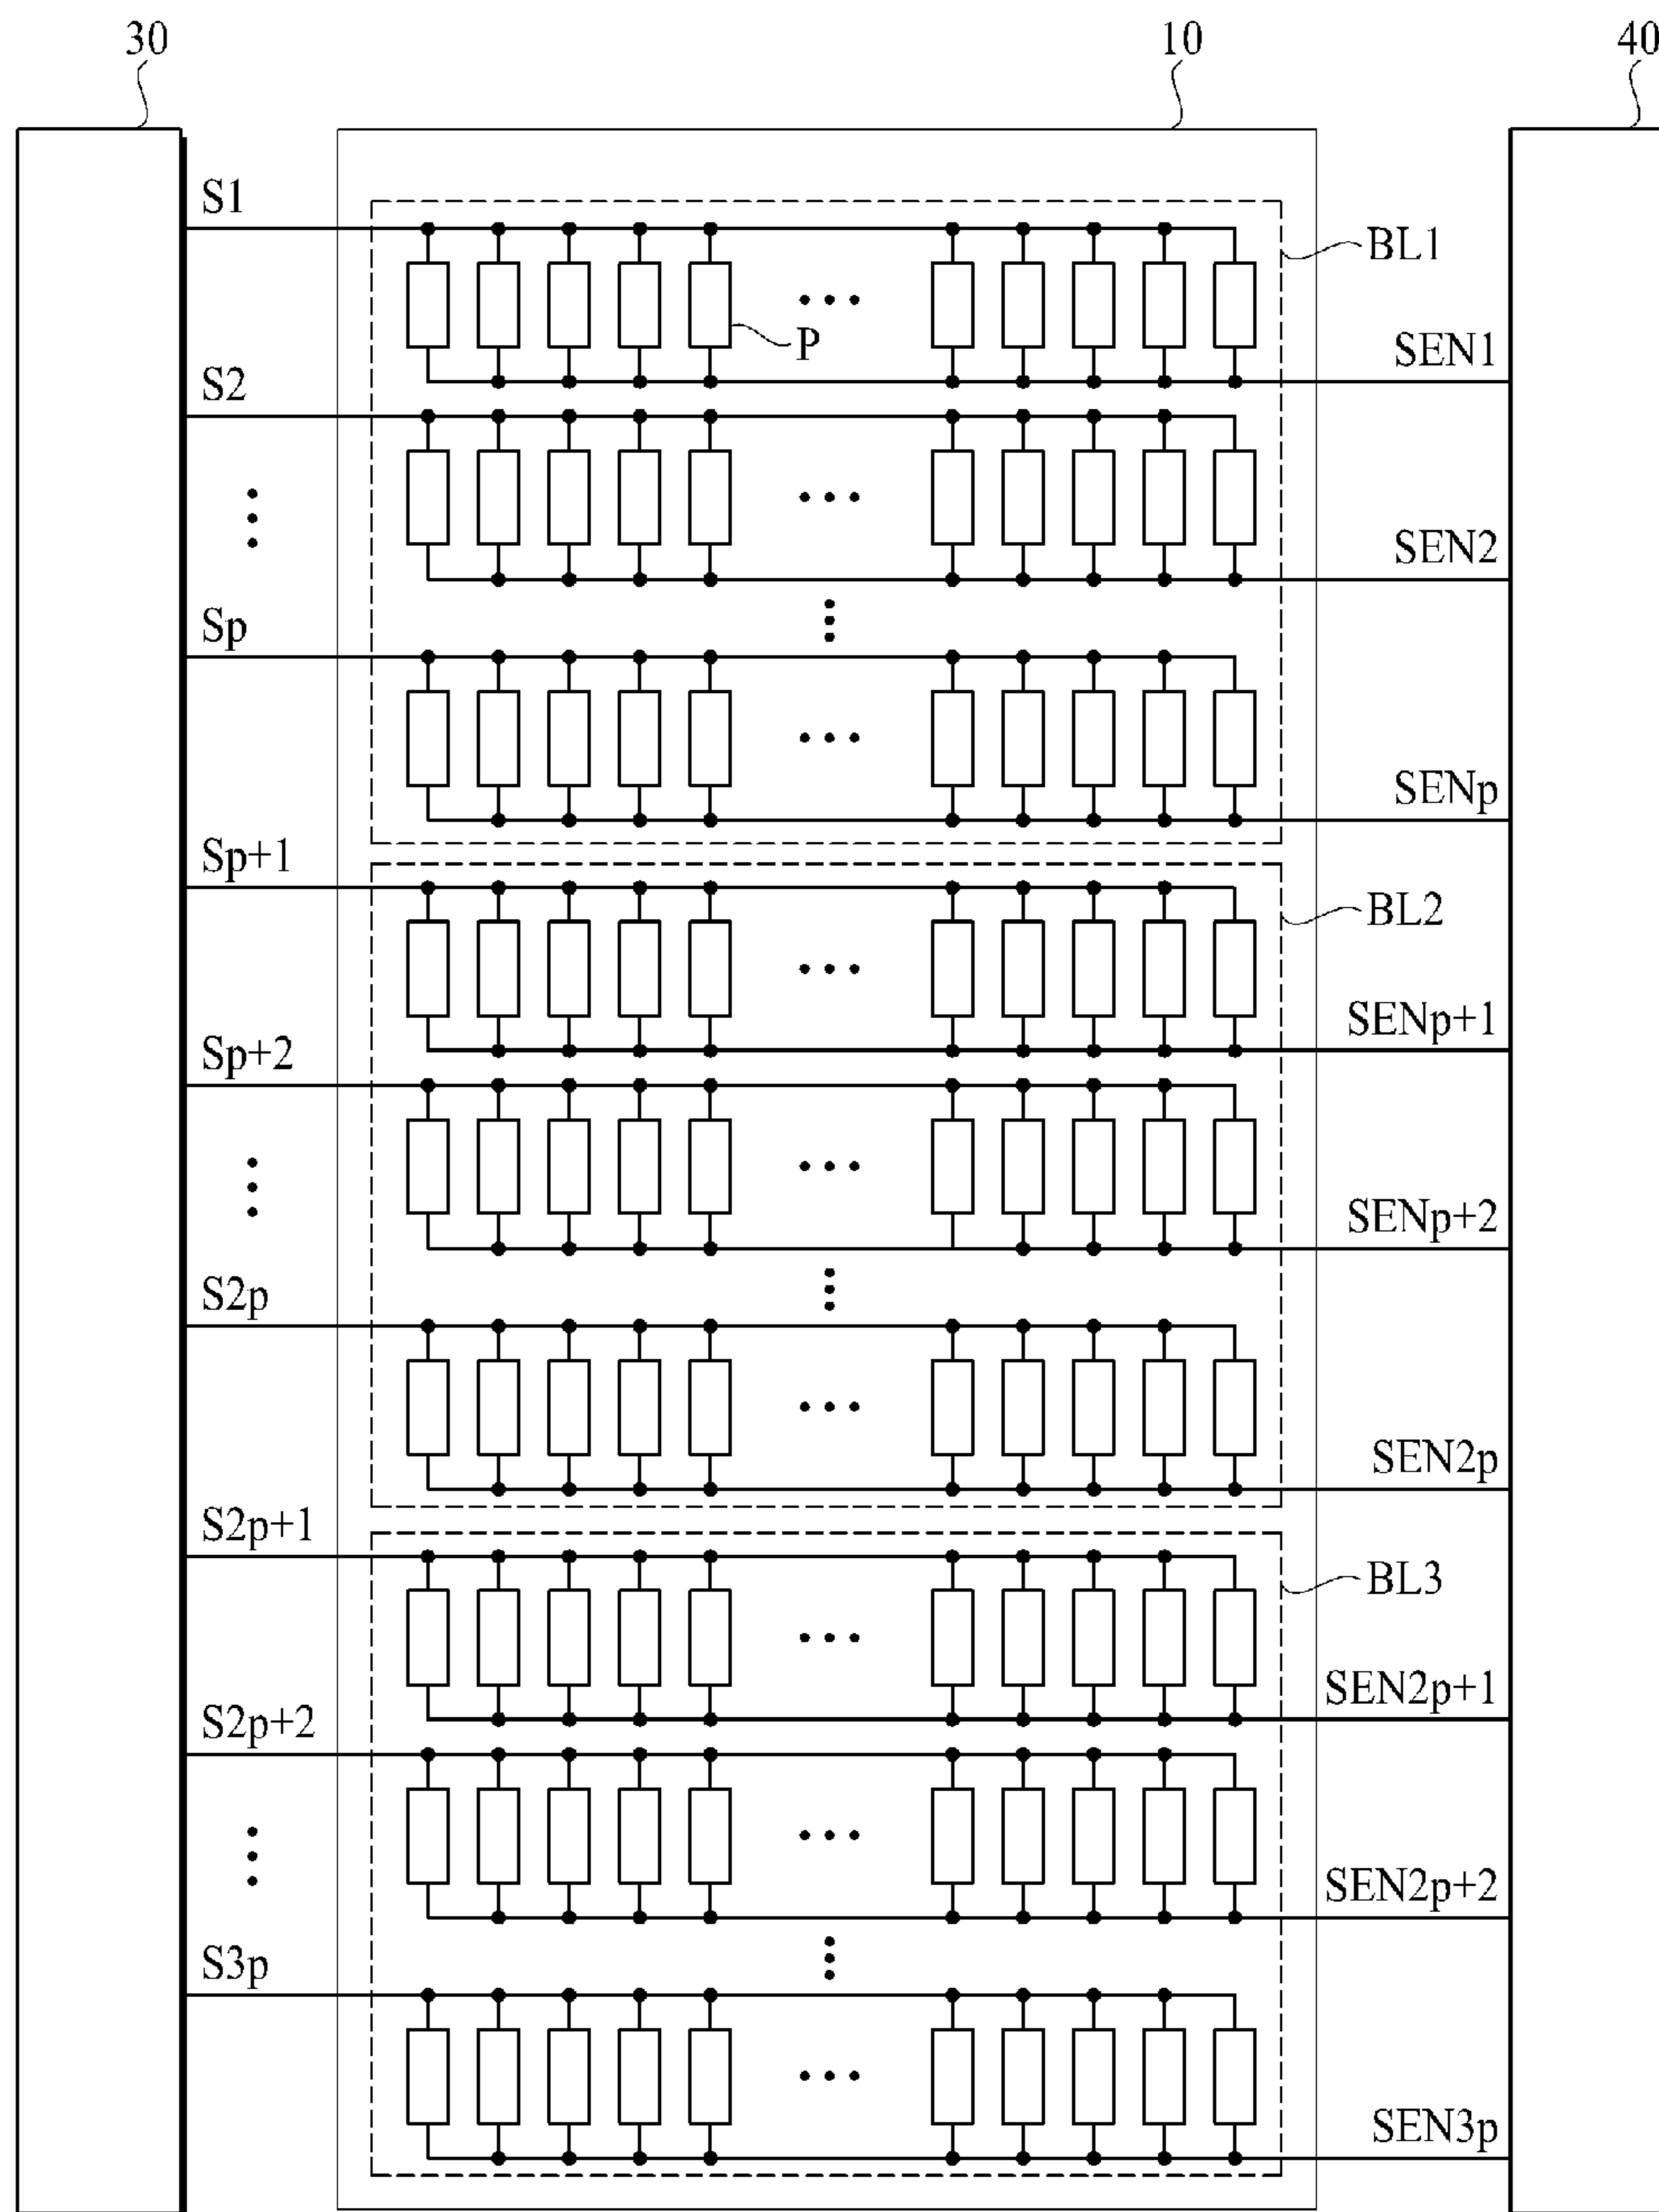 30
10
40
S1
BL1
P
SEN1
S2
SEN2
Sp
SENp
Sp+1
BL2
SENp+1
Sp+2
SENp+2
S2p
SEN2p
S2p+1
BL3
SEN2p+1
S2p+2
SEN2p+2
S3p
SEN3p